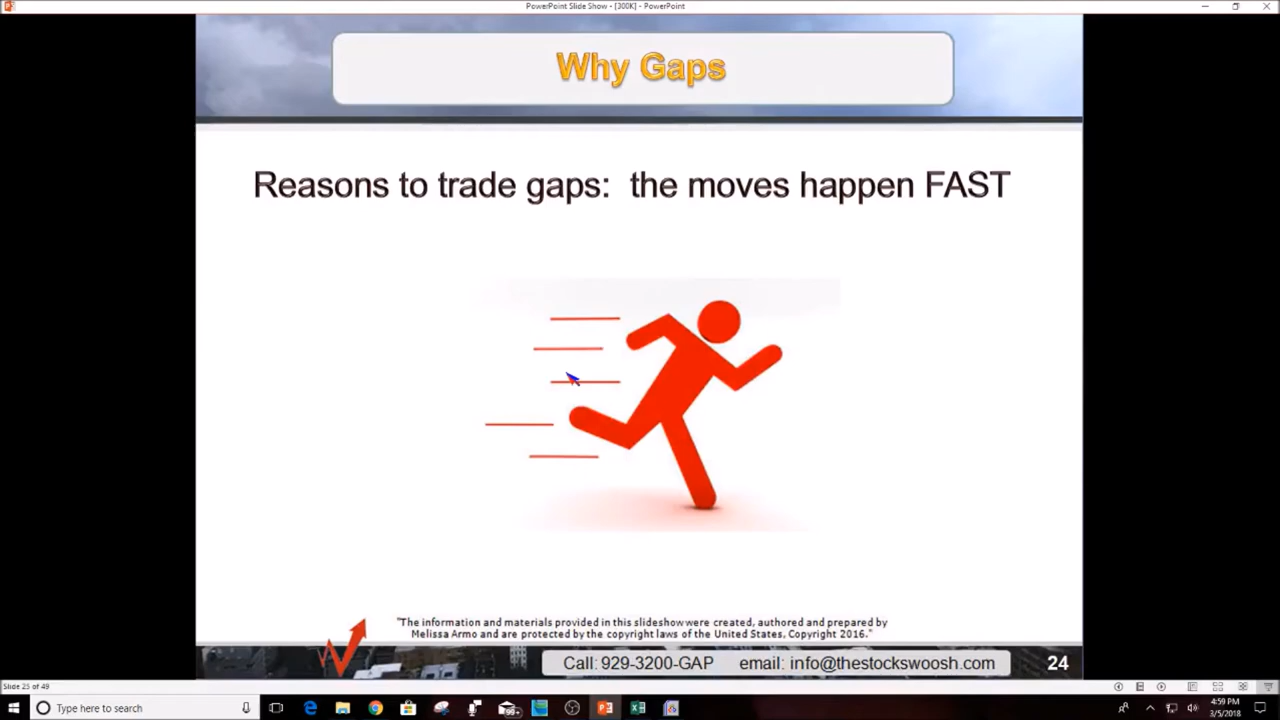 PowerPoint Slide Show - [300K] - PowerPoint
Why Gaps
Reasons to trade gaps: the moves happen FAST
"The information and materials provided in this slideshow were created, authored and prepared by
Melissa Armo and are protected by the copyright laws of the United States, Copyright 2016."
Call: 929-3200-GAP email: info@thestockswoosh.com 24
Slide 25 of 49
Type here to search
99+
4:59 PM
3/5/2018